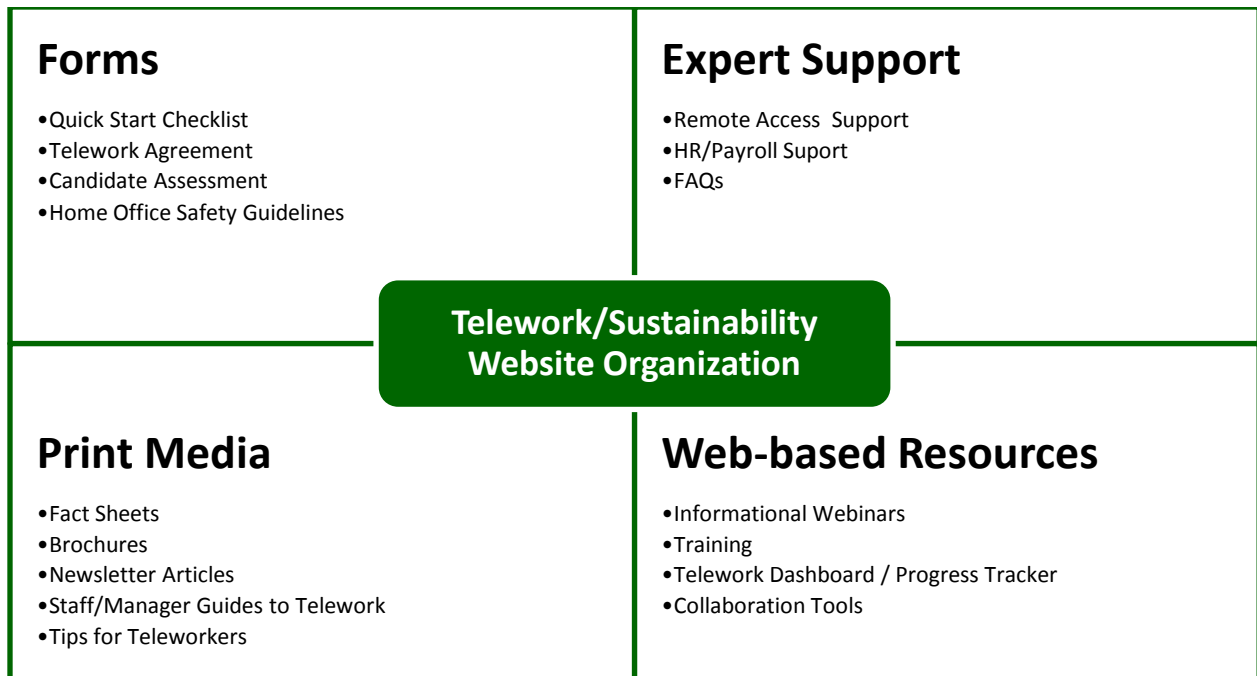 Forms
•Quick Start Checklist
•Telework Agreement
•Candidate Assessment
•Home Office Safety Guidelines
Expert Support
•Remote Access  Support
•HR/Payroll Suport
•FAQs
Telework/Sustainability
Website Organization
Print Media
•Fact Sheets
•Brochures
•Newsletter Articles
•Staff/Manager Guides to Telework
•Tips for Teleworkers
Web-based Resources
•Informational Webinars
•Training
•Telework Dashboard / Progress Tracker
•Collaboration Tools